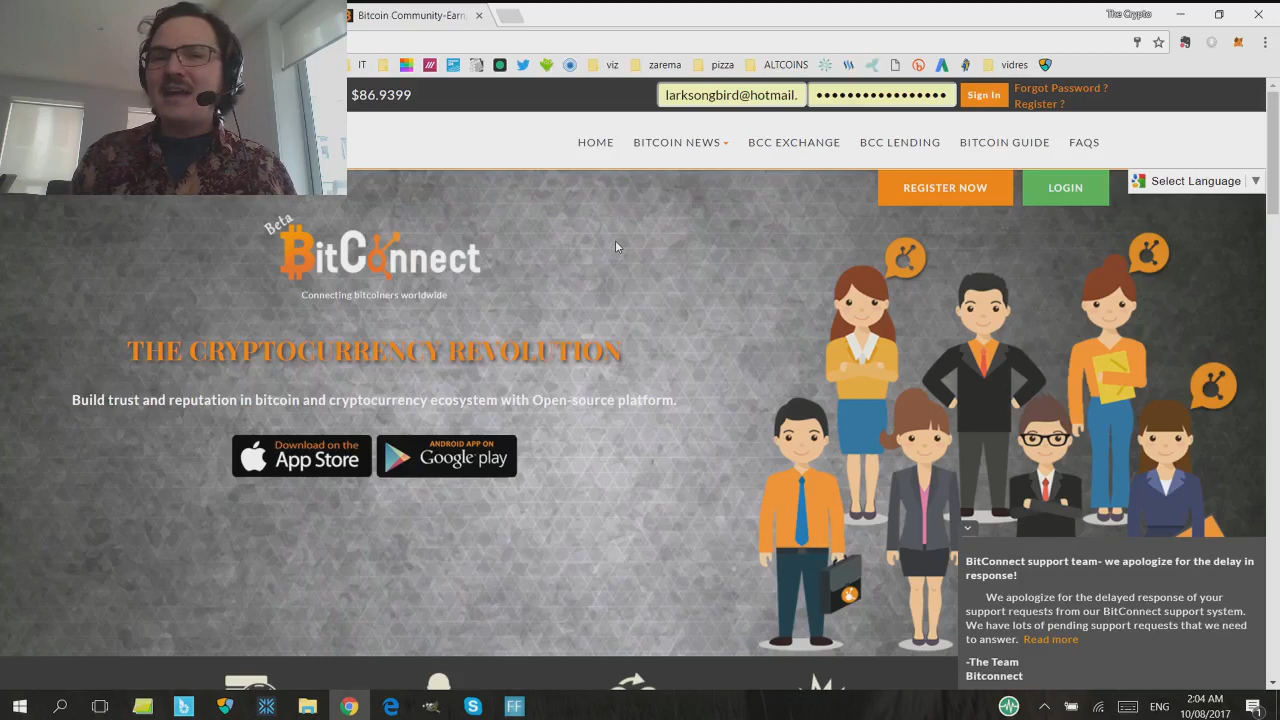 Bitcoin Community-Earn
The Crypto
IT
viz
zarema
pizza
ALTCOINS
vidres
$86.9399
larksongbird@hotmail.
Sign In
Forgot Password ?
Register ?
HOME
BITCOIN NEWS
BCC EXCHANGE
BCC LENDING
BITCOIN GUIDE
FAQS
REGISTER NOW
LOGIN
Select Language
Beta
BitConnect
Connecting bitcoiners worldwide
THE CRYPTOCURRENCY REVOLUTION
Build trust and reputation in bitcoin and cryptocurrency ecosystem with Open-source platform.
Download on the
App Store
ANDROID APP ON
Google play
BitConnect support team- we apologize for the delay in
response!
We apologize for the delayed response of your
support requests from our BitConnect support system.
We have lots of pending support requests that we need
to answer. Read more
-The Team
Bitconnect
FF
ENG
2:04 AM
10/08/2017
1